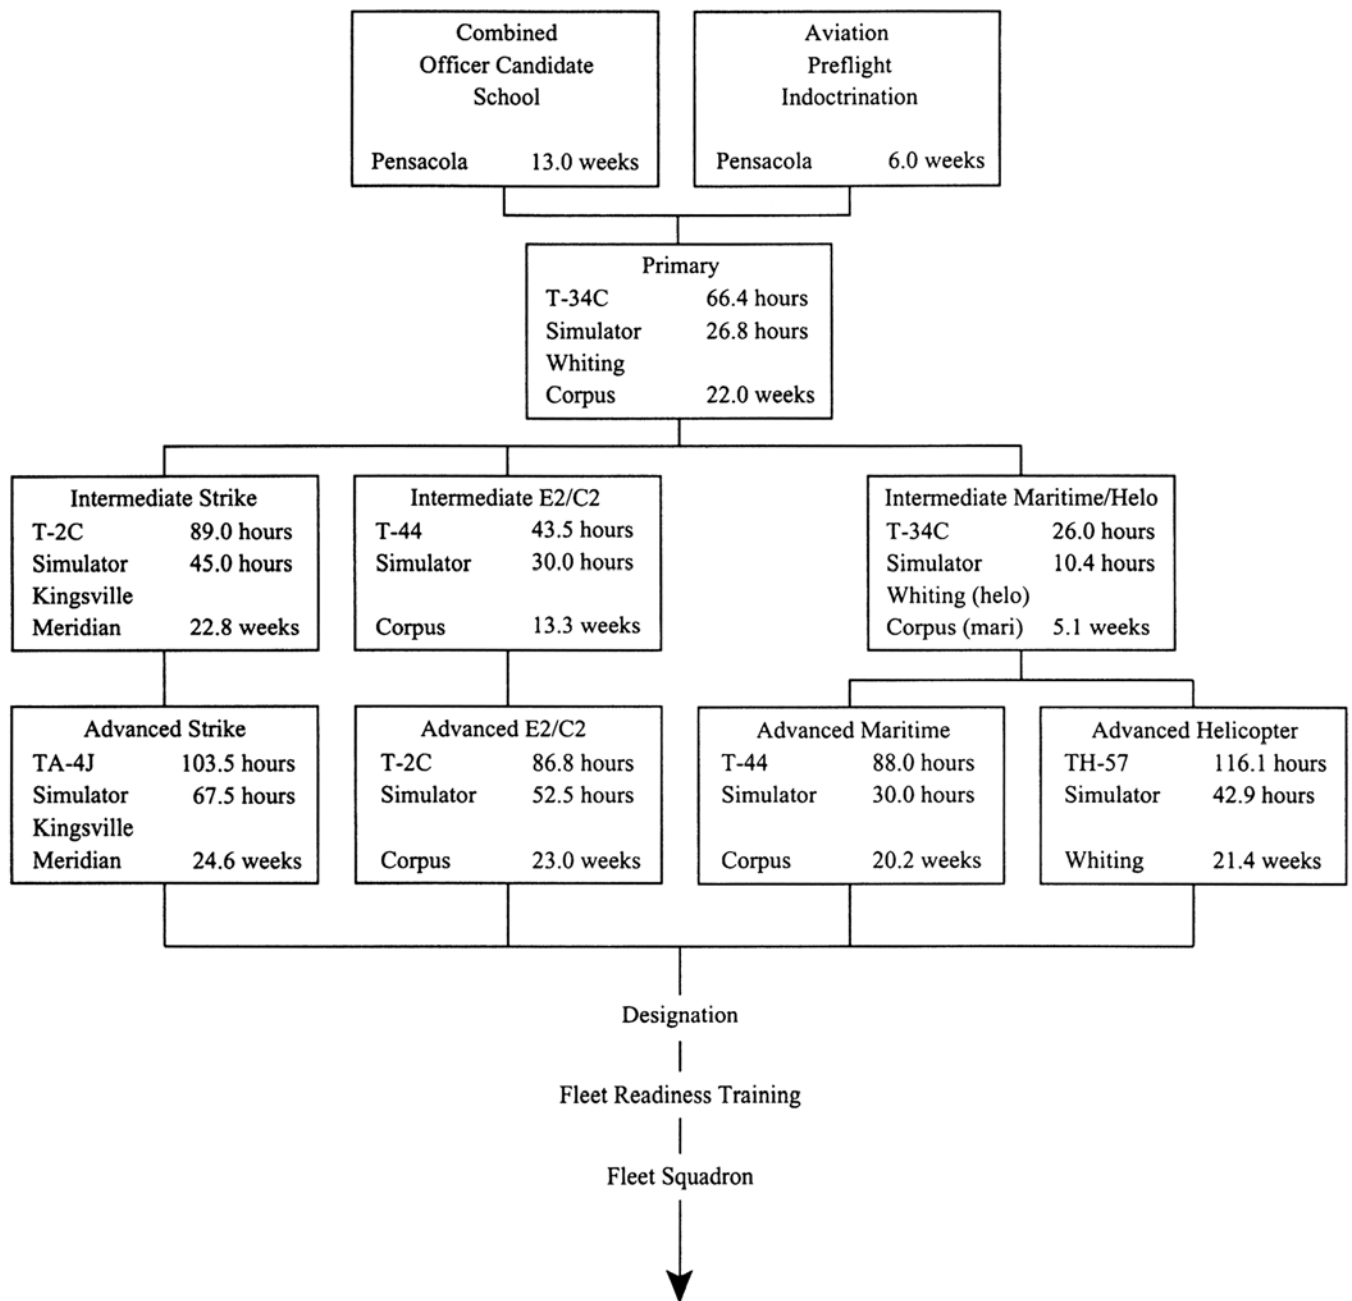 Combined
Officer Candidate
School
Pensacola 13.0 weeks
Aviation
Preflight
Indoctrination
Pensacola 6.0 weeks
Primary
T-34C 66.4 hours
Simulator 26.8 hours
Whiting
Corpus 22.0 weeks
Intermediate Strike
T-2C 89.0 hours
Simulator 45.0 hours
Kingsville
Meridian 22.8 weeks
Intermediate E2/C2
T-44 43.5 hours
Simulator 30.0 hours
Corpus 13.3 weeks
Intermediate Maritime/Helo
T-34C 26.0 hours
Simulator 10.4 hours
Whiting (helo)
Corpus (mari) 5.1 weeks
Advanced Strike
TA-4J 103.5 hours
Simulator 67.5 hours
Kingsville
Meridian 24.6 weeks
Advanced E2/C2
T-2C 86.8 hours
Simulator 52.5 hours
Corpus 23.0 weeks
Advanced Maritime
T-44 88.0 hours
Simulator 30.0 hours
Corpus 20.2 weeks
Advanced Helicopter
TH-57 116.1 hours
Simulator 42.9 hours
Whiting 21.4 weeks
Designation
Fleet Readiness Training
Fleet Squadron